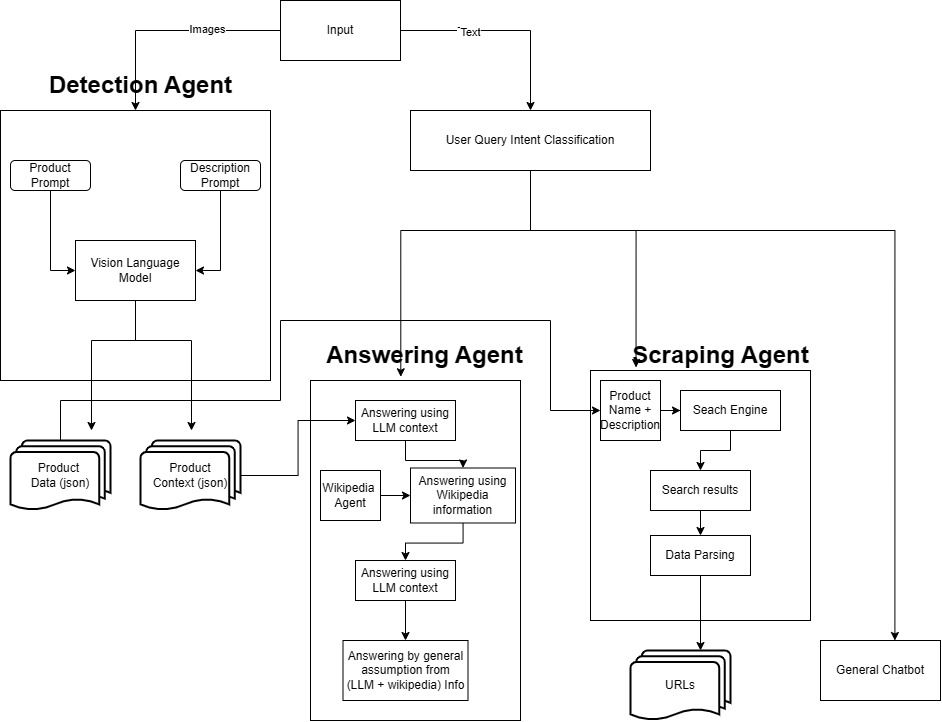 Input
Images
Text
Detection Agent
User Query Intent Classification
Product
Prompt
Description
Prompt
Vision Language
Model
Answering Agent
Scraping Agent
Product
Name +
Description
Seach Engine
Answering using
LLM context
Product
Data (json)
Product
Context (json)
Wikipedia
Agent
Answering using
Wikipedia
information
Search results
Data Parsing
Answering using
LLM context
Answering by general
assumption from
(LLM + wikipedia) Info
URLs
General Chatbot